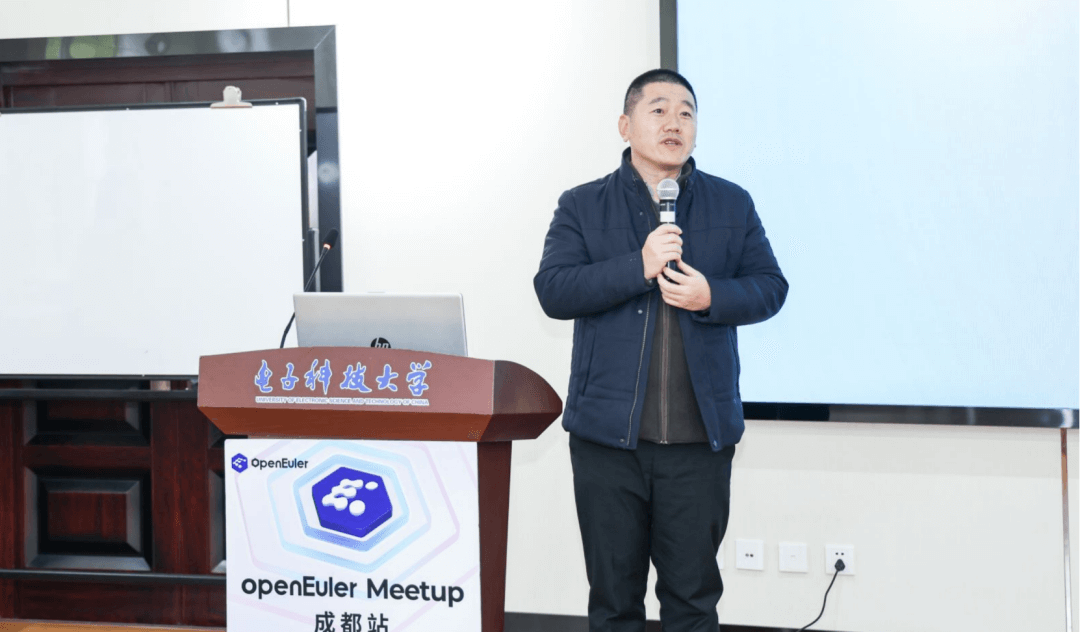 hp
电子科技大学
UNIVERSITY OF ELECTRONIC SCIENCE AND TECHNOLOGY OF CHINA
OpenEuler
openEuler Meetup
成都站